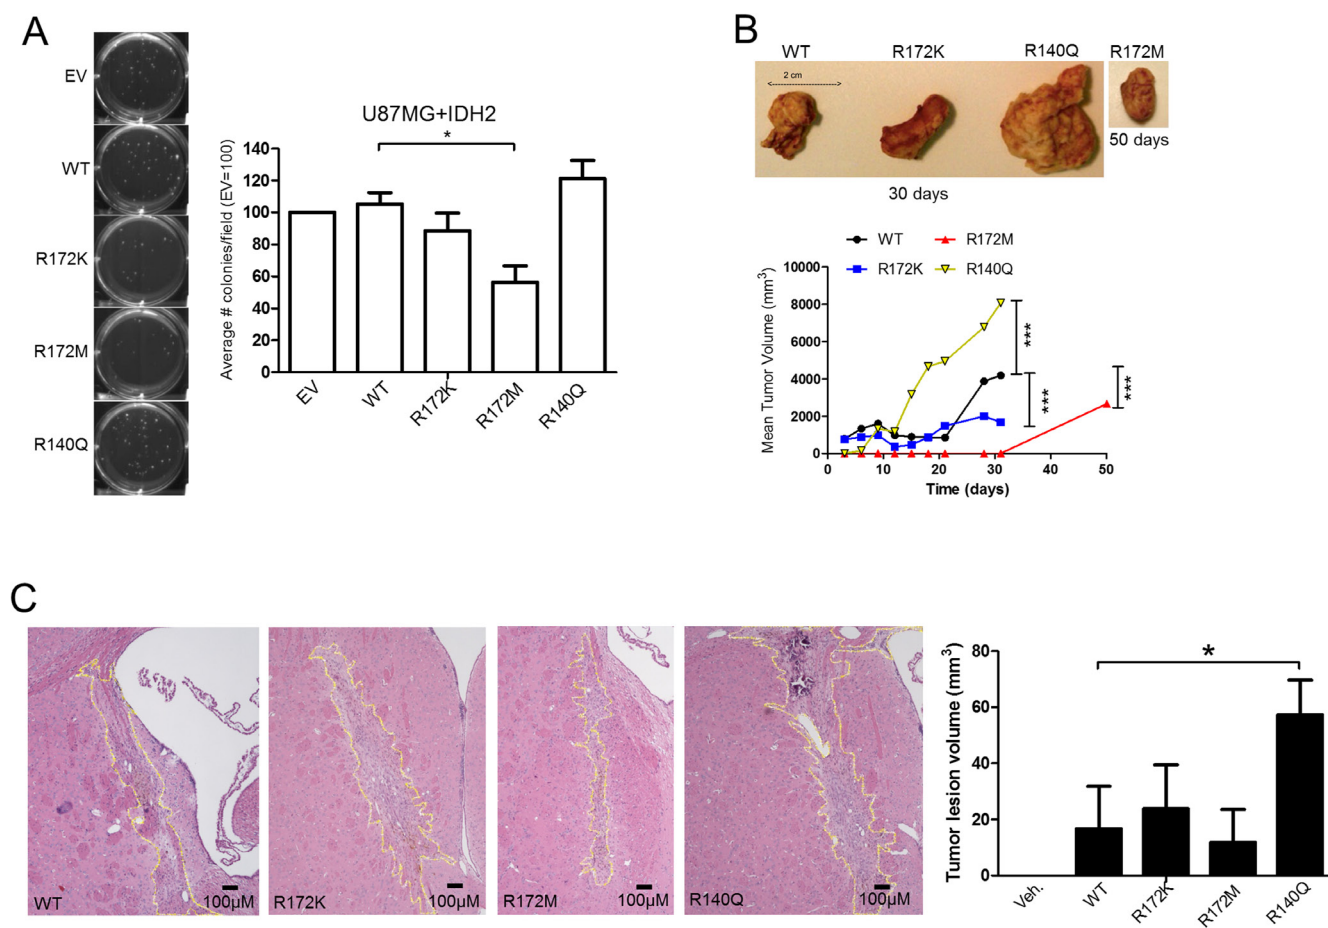 A
EV
WT
R172K
R172M
R140Q
U87MG+IDH2
*
Average # colonies/field (EV=100)
140
120
100
80
60
40
20
0
EV
WT
R172K
R172M
R140Q
B
WT
R172K
R140Q
R172M
2 cm
50 days
30 days
WT
R172M
R172K
R140Q
Mean Tumor Volume (mm³)
10000
8000
6000
4000
2000
0
***
***
***
0
10
20
30
40
50
Time (days)
C
WT
100µM
R172K
100µM
R172M
100µM
R140Q
100µM
Tumor lesion volume (mm³)
80
60
40
20
0
*
Veh.
WT
R172K
R172M
R140Q